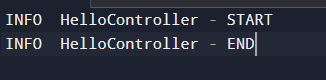 INFO  HelloController - START
INFO  HelloController - END